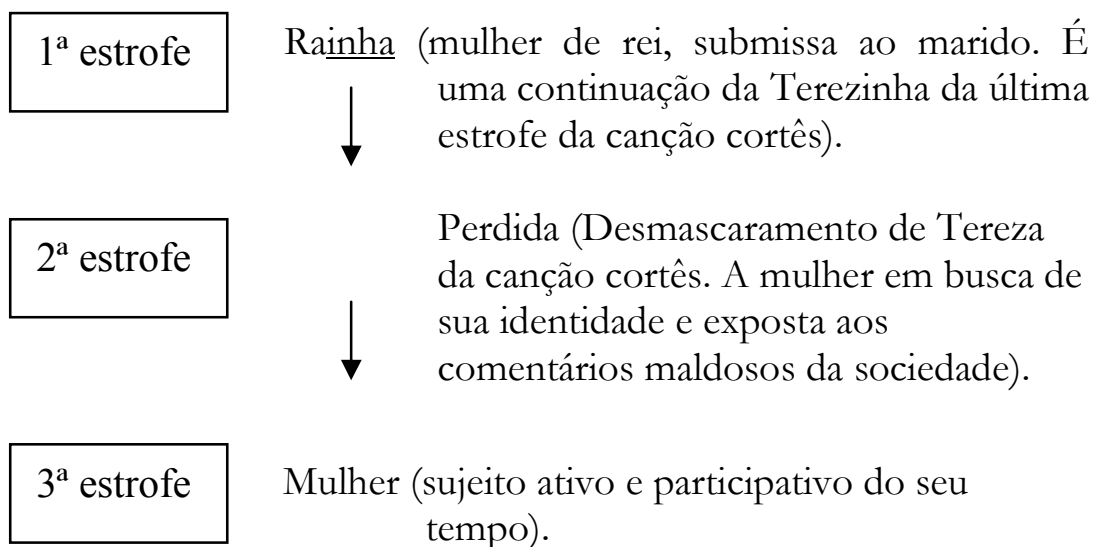 1ª estrofe
Rainha (mulher de rei, submissa ao marido. É
uma continuação da Terezinha da última
estrofe da canção cortês).
2ª estrofe
Perdida (Desmascaramento de Tereza
da canção cortês. A mulher em busca de
sua identidade e exposta aos
comentários maldosos da sociedade).
3ª estrofe
Mulher (sujeito ativo e participativo do seu
tempo).